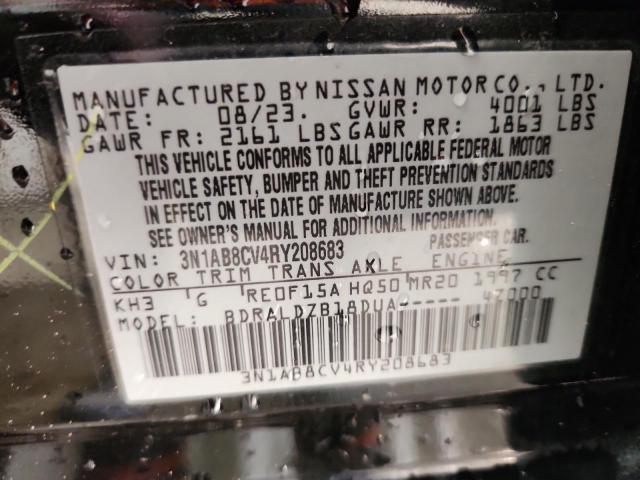 MANUFACTURED BY NISSAN MOTOR CO., LTD.
DATE: 08/23. GVWR: 4001 LBS
GAWR FR: 2161 LBS GAWR RR: 1863 LBS
THIS VEHICLE CONFORMS TO ALL APPLICABLE FEDERAL MOTOR
VEHICLE SAFETY, BUMPER AND THEFT PREVENTION STANDARDS
IN EFFECT ON THE DATE OF MANUFACTURE SHOWN ABOVE.
SEE OWNER'S MANUAL FOR ADDITIONAL INFORMATION.
VIN: 3N1AB8CV4RY208683 PASSENGER CAR.
COLOR TRIM TRANS AXLE ENGINE
KH3 G RE0F15A HQ50 MR20 1997 CC
MODEL: BDRALDZB18DUA----- 47000
3N1AB8CV4RY208683